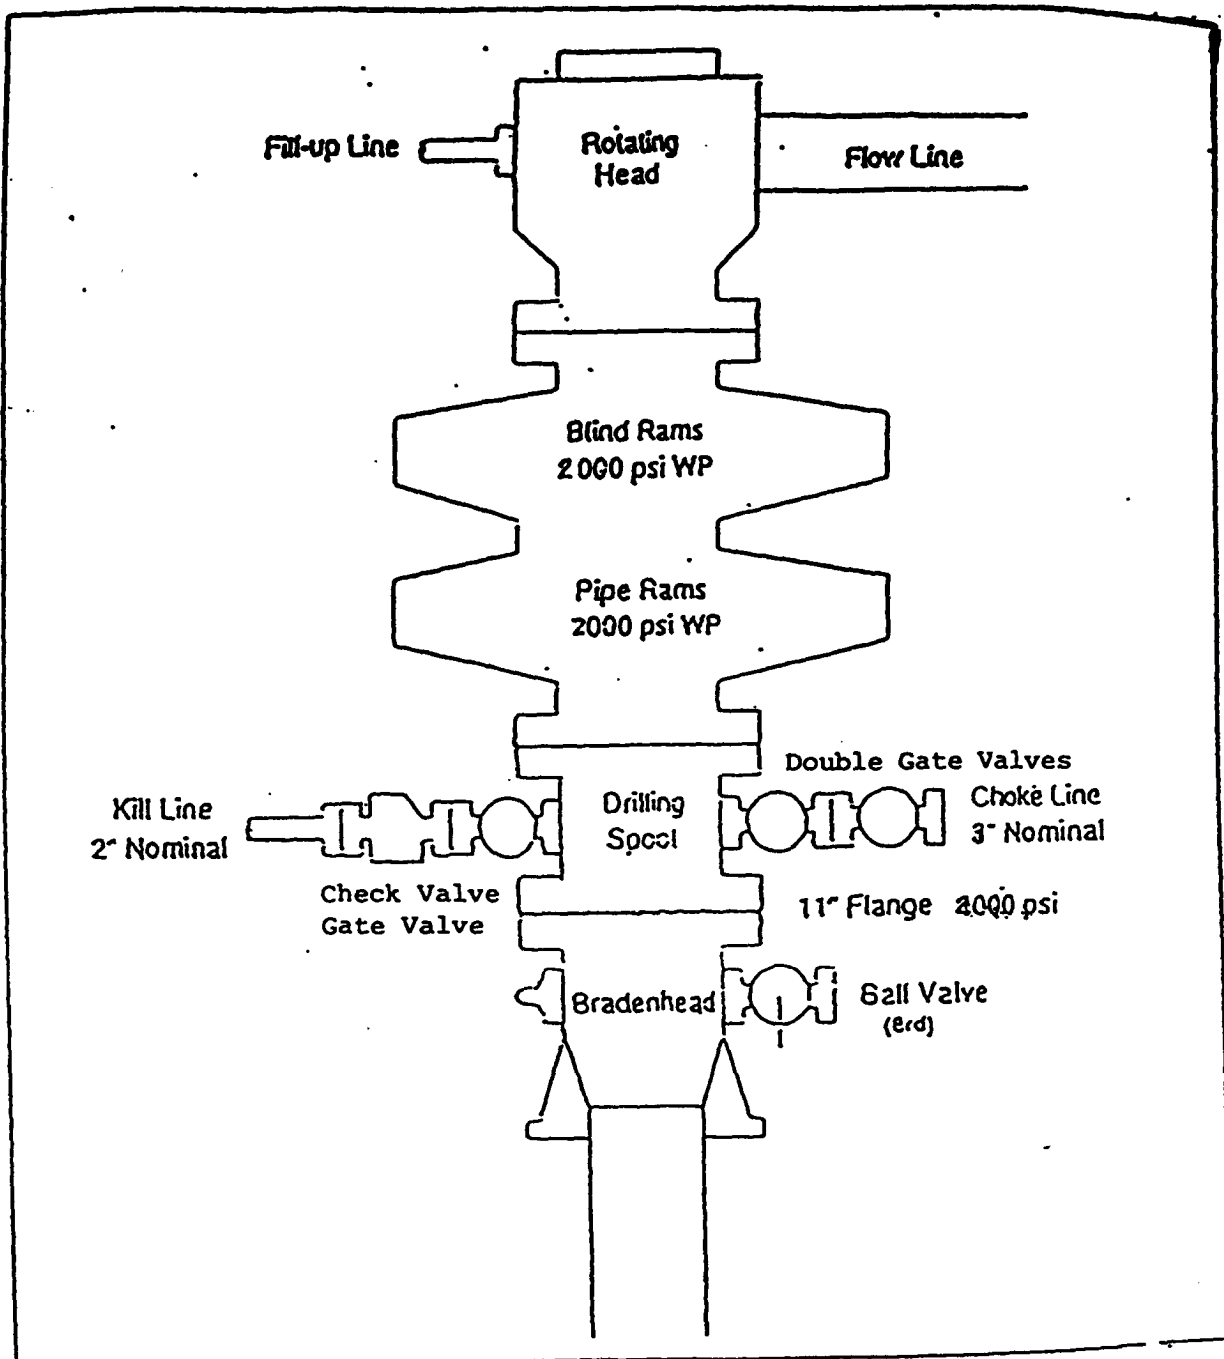 Fill-up Line
Rotating
Head
Flow Line
Blind Rams
2000 psi WP
Pipe Rams
2000 psi WP
Double Gate Valves
Kill Line
2" Nominal
Drilling
Spool
Choke Line
3" Nominal
Check Valve
Gate Valve
11" Flange 2000 psi
Bradenhead
Ball Valve